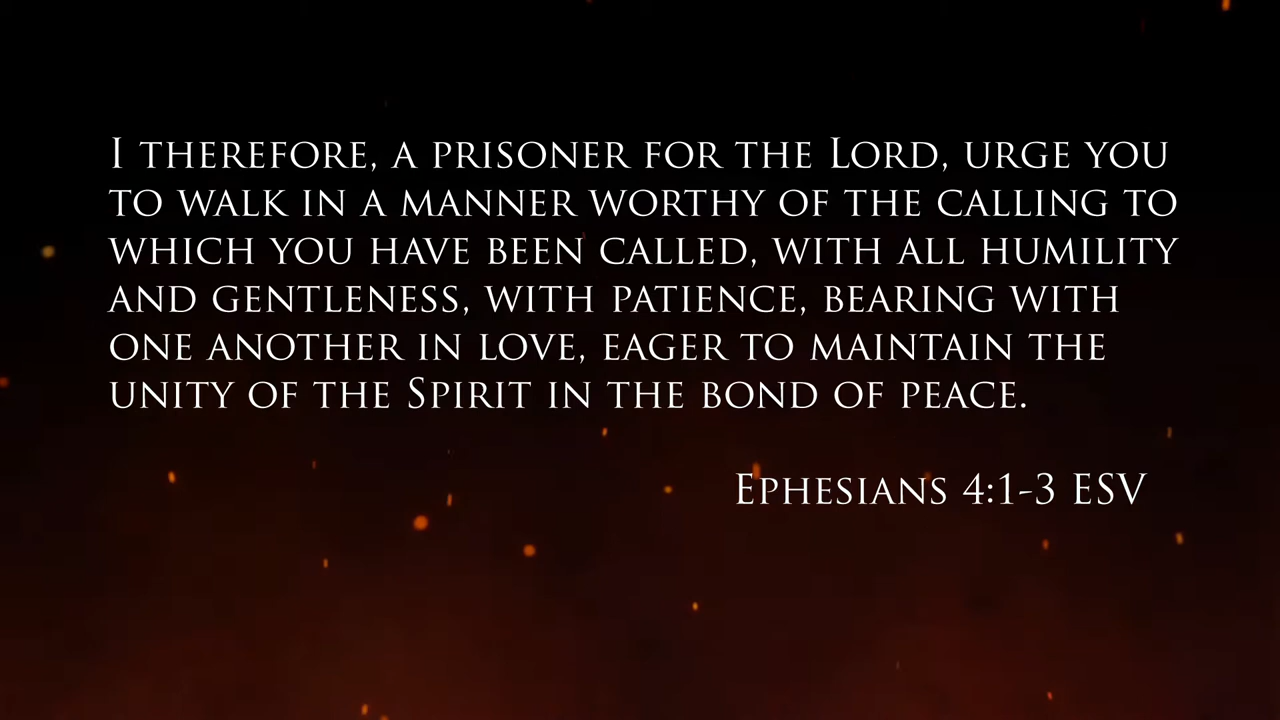 I therefore, a prisoner for the Lord, urge you
to walk in a manner worthy of the calling to
which you have been called, with all humility
and gentleness, with patience, bearing with
one another in love, eager to maintain the
unity of the Spirit in the bond of peace.
Ephesians 4:1-3 ESV